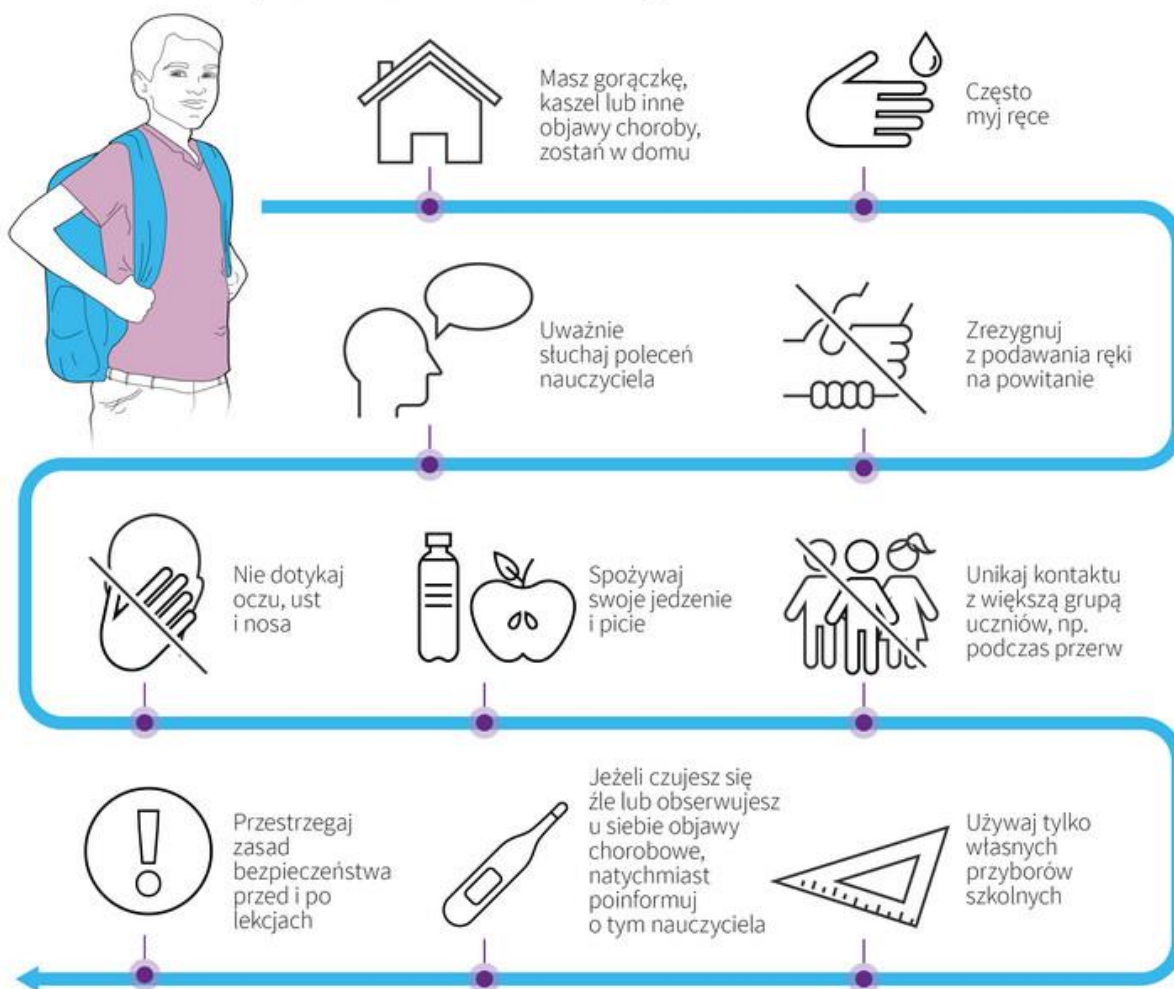 Masz gorączkę,
kaszel lub inne
objawy choroby,
zostań w domu
Często
myj ręce
Uważnie
słuchaj poleceń
nauczyciela
Zrezygnuj
z podawania ręki
na powitanie
Nie dotykaj
oczu, ust
i nosa
Spożywaj
swoje jedzenie
i picie
Unikaj kontaktu
z większą grupą
uczniów, np.
podczas przerw
Przestrzegaj
zasad
bezpieczeństwa
przed i po
lekcjach
Jeżeli czujesz się
źle lub obserwujesz
u siebie objawy
chorobowe,
natychmiast
poinformuj
o tym nauczyciela
Używaj tylko
własnych
przyborów
szkolnych